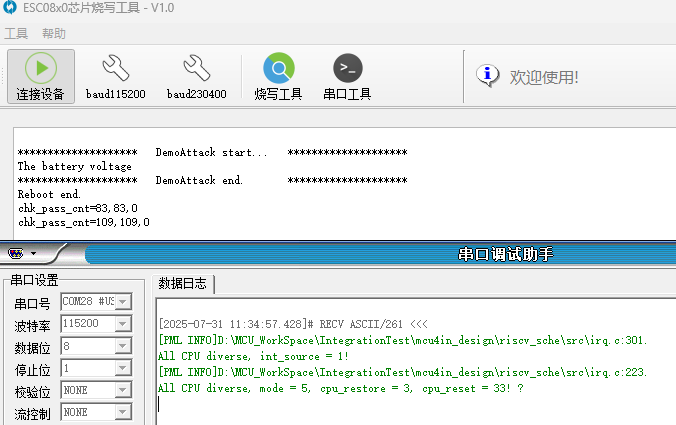 ESC08x0芯片烧写工具 - V1.0
工具 帮助
连接设备 baud115200 baud230400 烧写工具 串口工具 欢迎使用!
******************** DemoAttack start... ********************
The battery voltage
******************** DemoAttack end. ********************
Reboot end.
chk_pass_cnt=83,83,0
chk_pass_cnt=109,109,0
串口调试助手
串口设置
串口号 COM28 #US
波特率 115200
数据位 8
停止位 1
校验位 NONE
流控制 NONE
数据日志
[2025-07-31 11:34:57.428]# RECV ASCII/261 <<<
[PML INFO]D:\MCU_WorkSpace\IntegrationTest\mcu4in_design\riscv_sche\src\irq.c:301.
All CPU diverse, int_source = 1!
[PML INFO]D:\MCU_WorkSpace\IntegrationTest\mcu4in_design\riscv_sche\src\irq.c:223.
All CPU diverse, mode = 5, cpu_restore = 3, cpu_reset = 33! ?